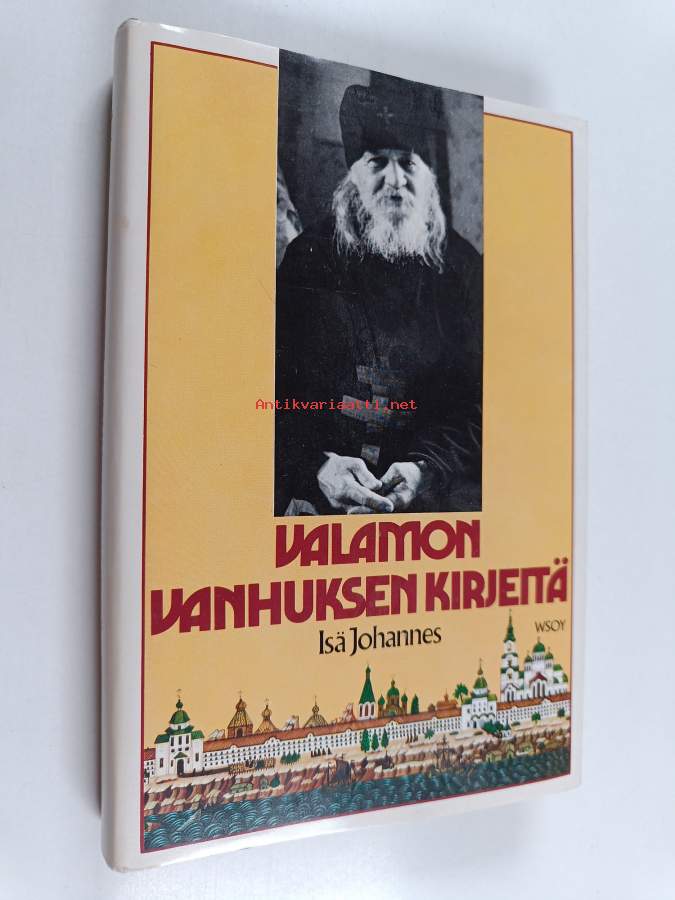 Antikvariaatti.net
VALAMON
VANHUKSEN KIRJEITÄ
Isä Johannes
WSOY